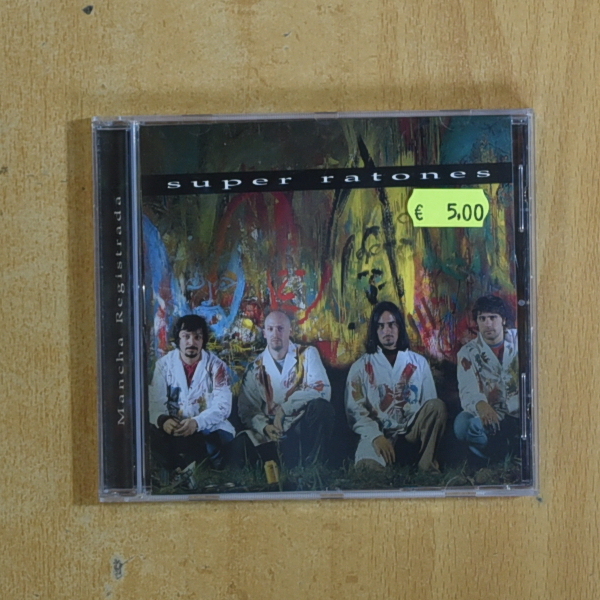 super ratones
€ 5,00
Mancha Registrada